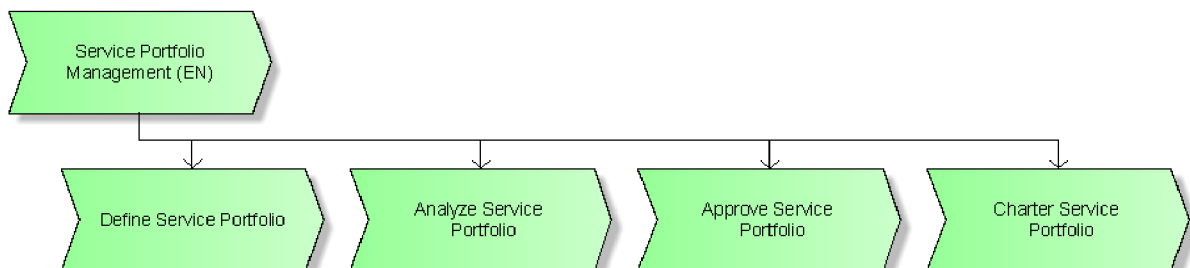 Service Portfolio
Management (EN)
Define Service Portfolio
Analyze Service
Portfolio
Approve Service
Portfolio
Charter Service
Portfolio